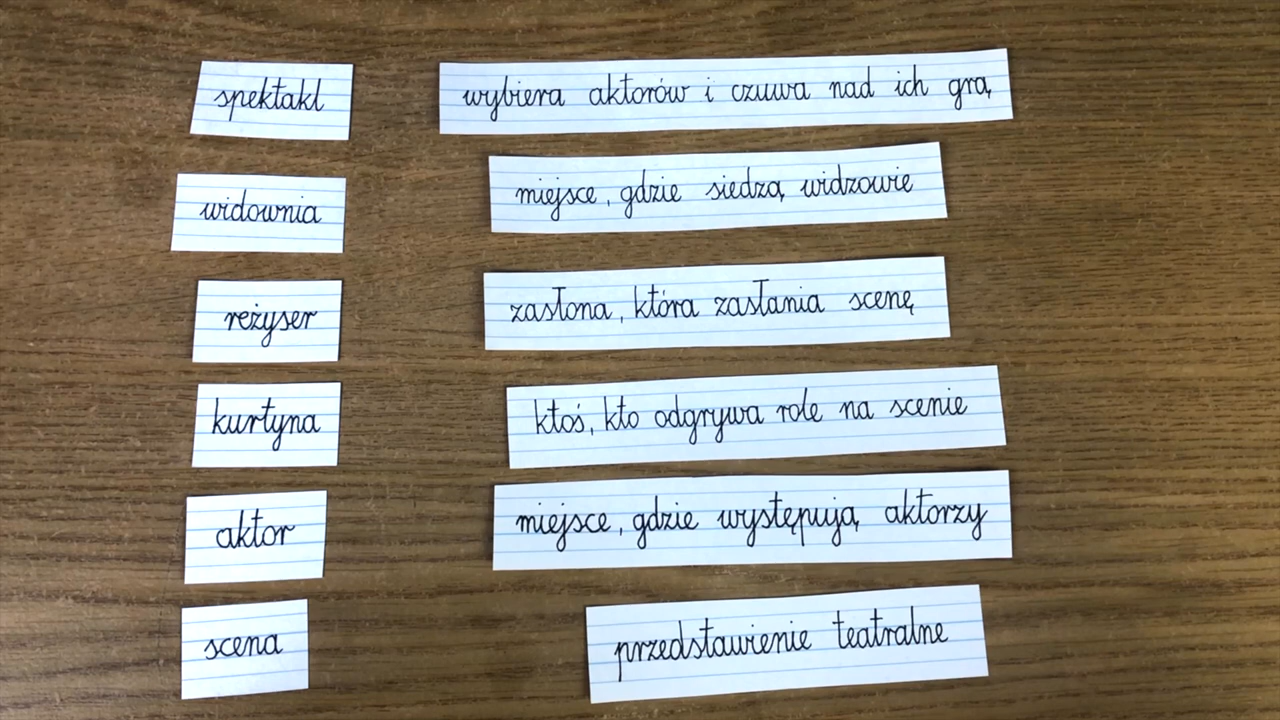 spektakl
wybiera aktorów i czuwa nad ich grą
widownia
miejsce, gdzie siedzą widzowie
reżyser
zasłona, która zasłania scenę
kurtyna
ktoś, kto odgrywa role na scenie
aktor
miejsce, gdzie występują aktorzy
scena
przedstawienie teatralne